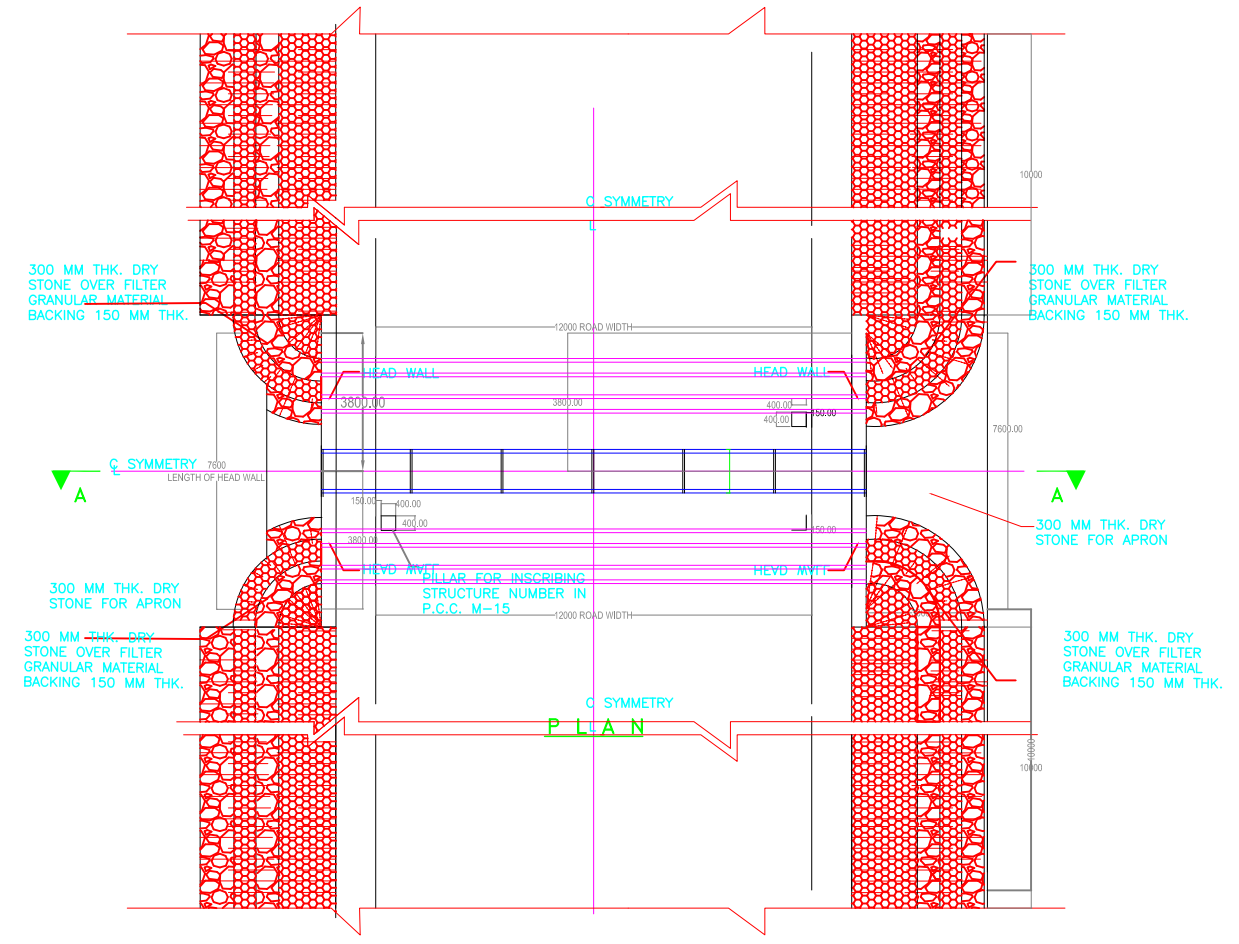 10000
C SYMMETRY
L
300 MM THK. DRY
STONE OVER FILTER
GRANULAR MATERIAL
BACKING 150 MM THK.
300 MM THK. DRY
STONE OVER FILTER
GRANULAR MATERIAL
BACKING 150 MM THK.
12000 ROAD WIDTH
HEAD WALL
HEAD WALL
3800.00
3800.00
400.00
150.00
400.00
7600.00
C SYMMETRY
L
7600
LENGTH OF HEAD WALL
A
A
150.00
400.00
400.00
150.00
300 MM THK. DRY
STONE FOR APRON
3800.00
HEAD WALL
HEAD WALL
PILLAR FOR INSCRIBING
STRUCTURE NUMBER IN
P.C.C. M-15
300 MM THK. DRY
STONE FOR APRON
12000 ROAD WIDTH
300 MM THK. DRY
STONE OVER FILTER
GRANULAR MATERIAL
BACKING 150 MM THK.
300 MM THK. DRY
STONE OVER FILTER
GRANULAR MATERIAL
BACKING 150 MM THK.
C SYMMETRY
L
PLAN
10000
10000